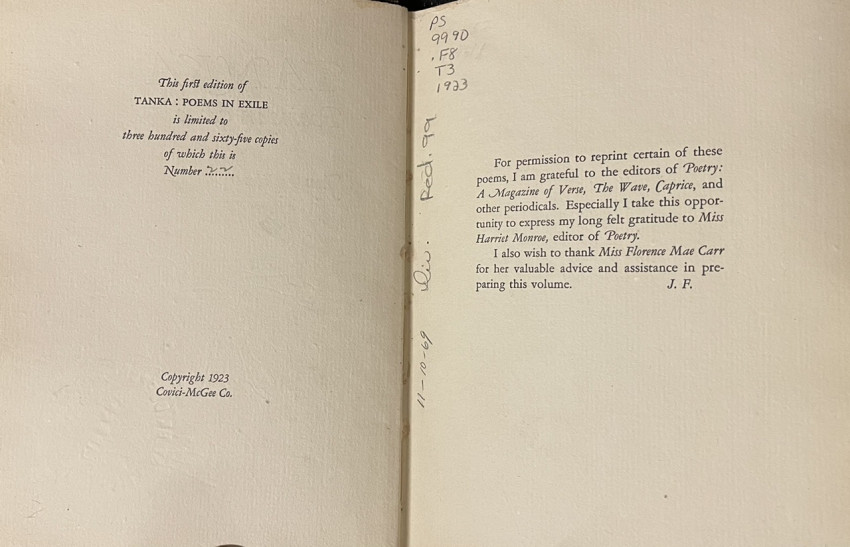 This first edition of
TANKA : POEMS IN EXILE
is limited to
three hundred and sixty-five copies
of which this is
Number
Copyright 1923
Covici-McGee Co.
PS
9990
.F8
T3
1923
Red. 99
11-10-69
For permission to reprint certain of these
poems, I am grateful to the editors of Poetry:
A Magazine of Verse, The Wave, Caprice, and
other periodicals. Especially I take this oppor-
tunity to express my long felt gratitude to Miss
Harriet Monroe, editor of Poetry.
I also wish to thank Miss Florence Mae Carr
for her valuable advice and assistance in pre-
paring this volume. J. F.